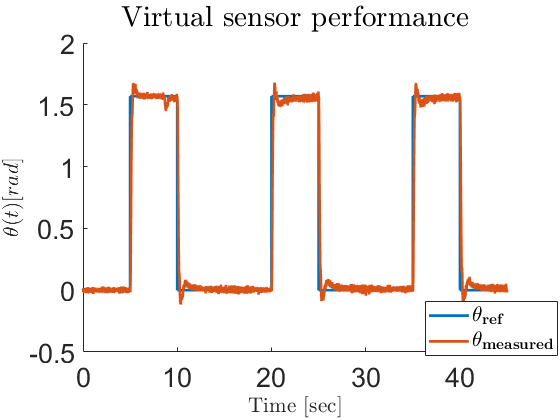 Virtual sensor performance
2
1.5
1
0.5
0
-0.5
θ(t)[rad]
0 10 20 30 40
Time [sec]
θref
θmeasured